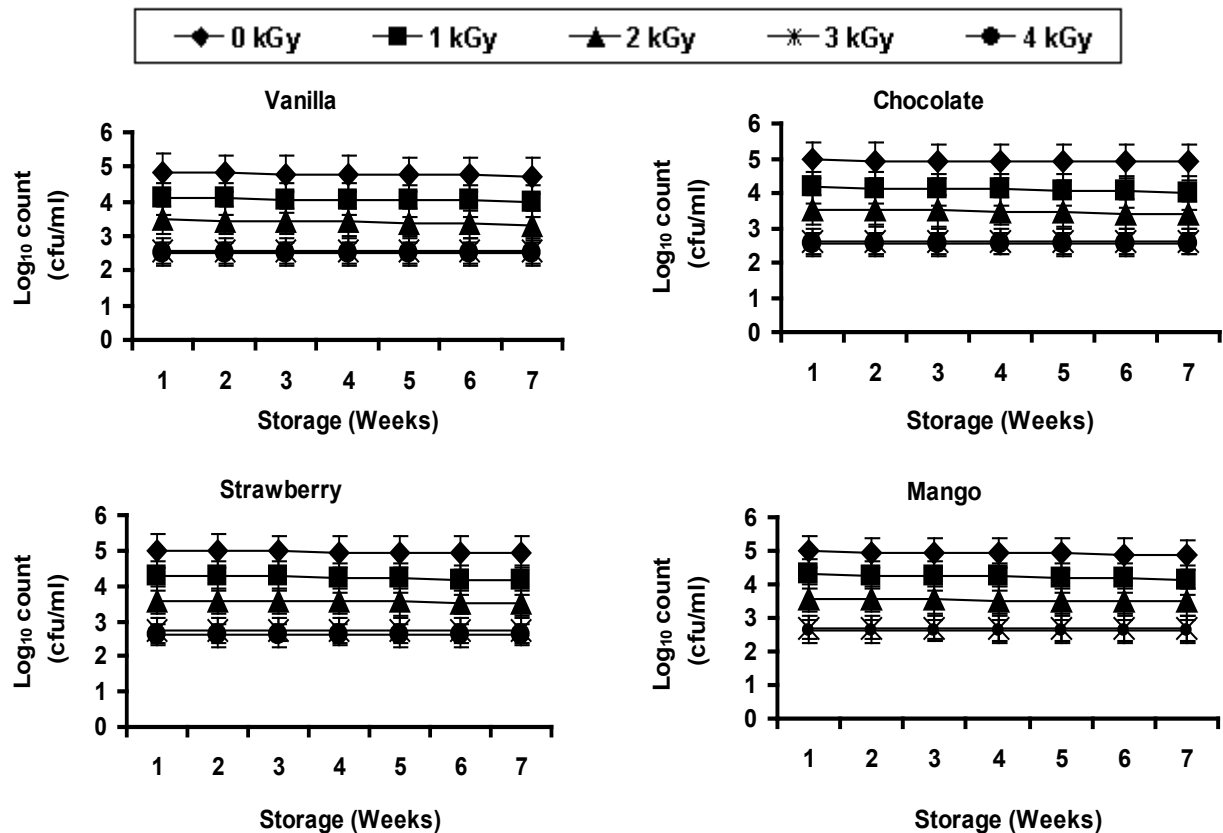 0 kGy 1 kGy 2 kGy 3 kGy 4 kGy
Vanilla
Log₁₀ count
(cfu/ml)
6
5
4
3
2
1
0
1 2 3 4 5 6 7
Storage (Weeks)
Chocolate
Log₁₀ count
(cfu/ml)
6
5
4
3
2
1
0
1 2 3 4 5 6 7
Storage (Weeks)
Strawberry
Log₁₀ count
(cfu/ml)
6
5
4
3
2
1
0
1 2 3 4 5 6 7
Storage (Weeks)
Mango
Log₁₀ count
(cfu/ml)
6
5
4
3
2
1
0
1 2 3 4 5 6 7
Storage (Weeks)